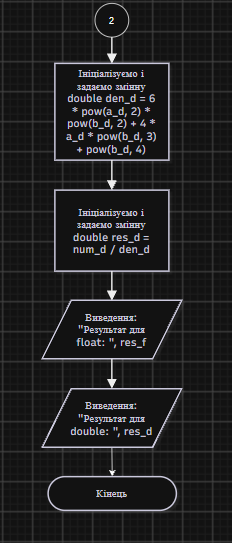 2
Ініціалізуємо і
задаємо змінну
double den_d = 6
* pow(a_d, 2) *
pow(b_d, 2) + 4 *
a_d * pow(b_d, 3)
+ pow(b_d, 4)
Ініціалізуємо і
задаємо змінну
double res_d =
num_d / den_d
Виведення:
"Результат для
float: ", res_f
Виведення:
"Результат для
double: ", res_d
Кінець